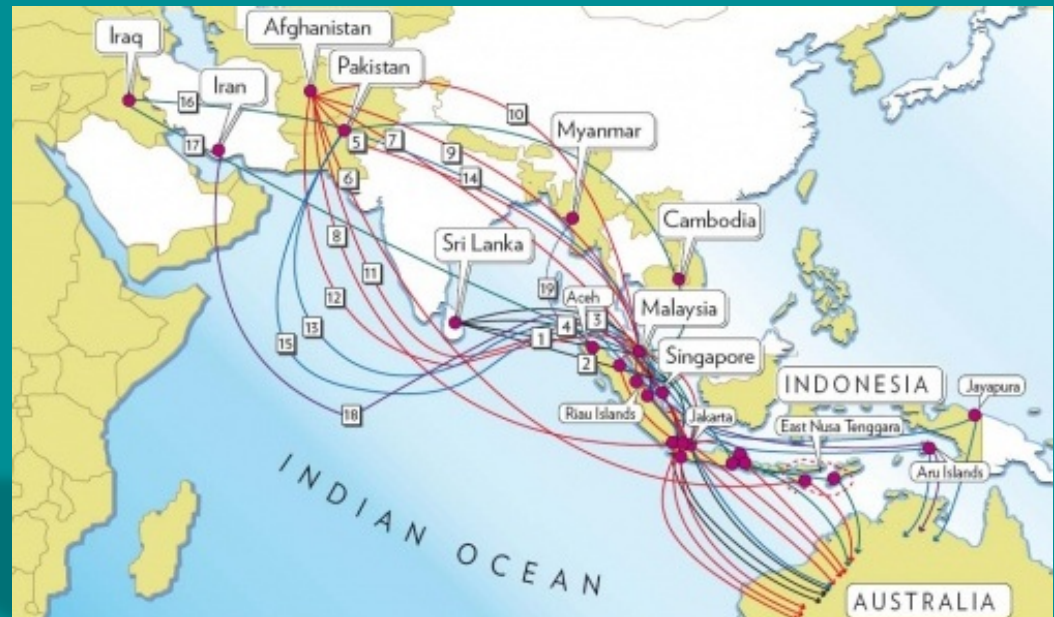 Iraq
Afghanistan
Iran
Pakistan
16
17
5
7
9
10
14
6
Myanmar
8
Sri Lanka
Cambodia
11
12
19
Aceh
Malaysia
13
15
1
4
3
2
Singapore
18
Riau Islands
Jakarta
INDONESIA
Jayapura
East Nusa Tenggara
Aru Islands
INDIAN OCEAN
AUSTRALIA